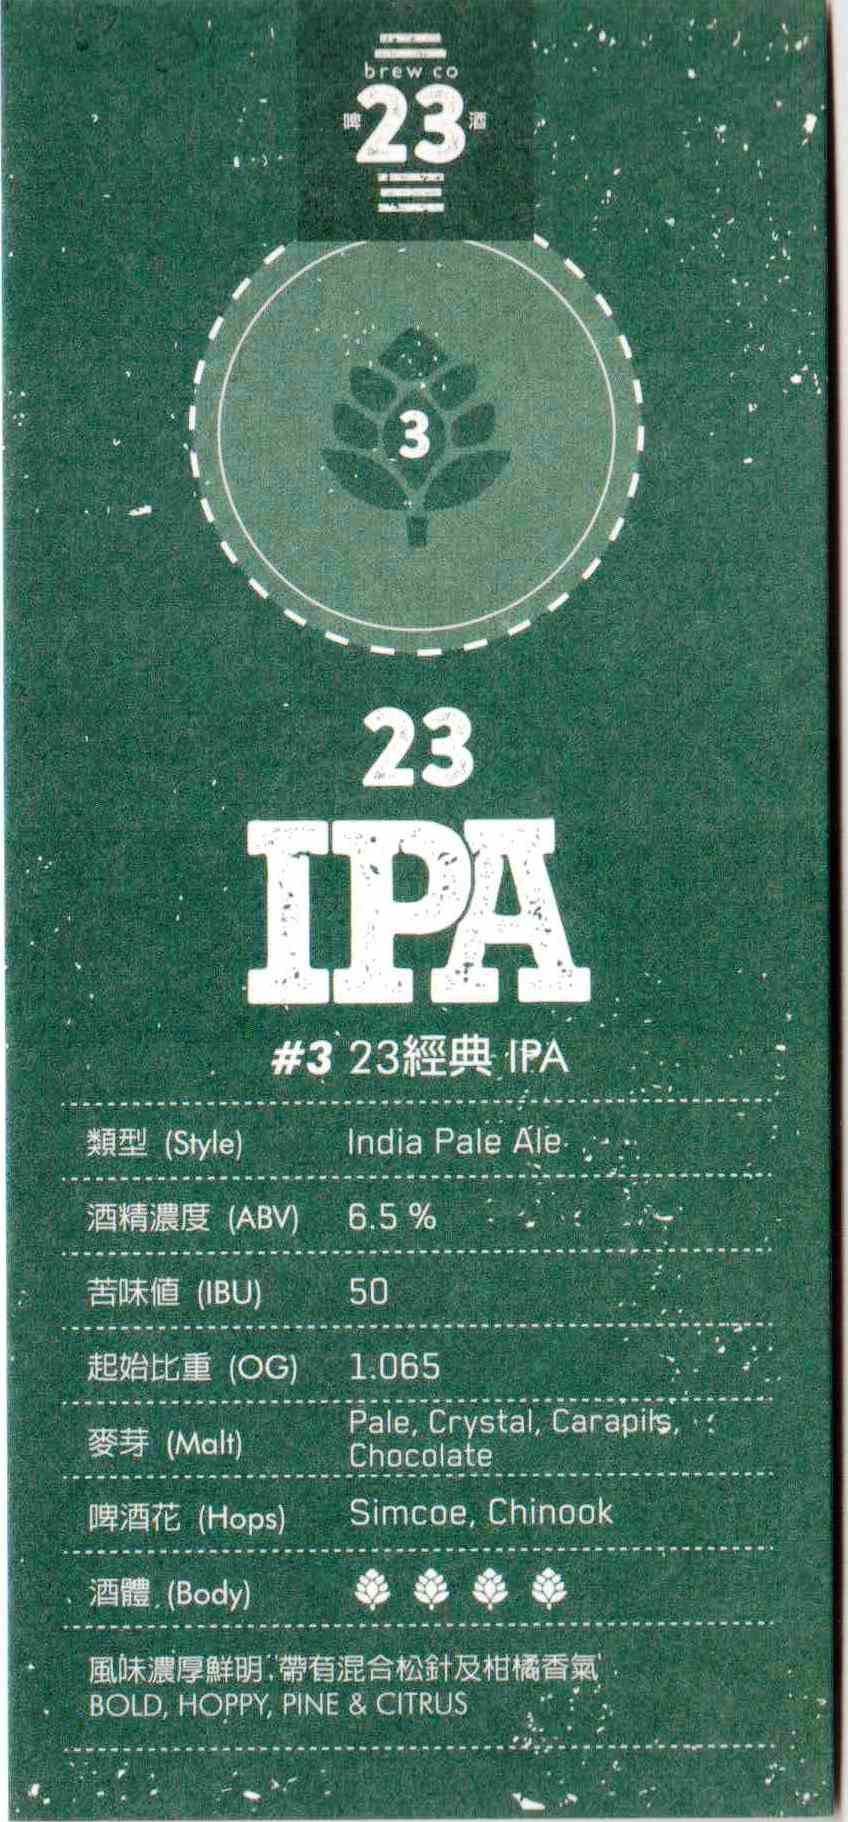 brew co
啤 23 酒
3
23
IPA
#3 23經典 IPA
類型 (Style) India Pale Ale
酒精濃度 (ABV) 6.5 %
苦味值 (IBU) 50
起始比重 (OG) 1.065
麥芽 (Malt) Pale, Crystal, Carapils,
Chocolate
啤酒花 (Hops) Simcoe, Chinook
酒體 (Body)
風味濃厚鮮明,帶有混合松針及柑橘香氣
BOLD, HOPPY, PINE & CITRUS